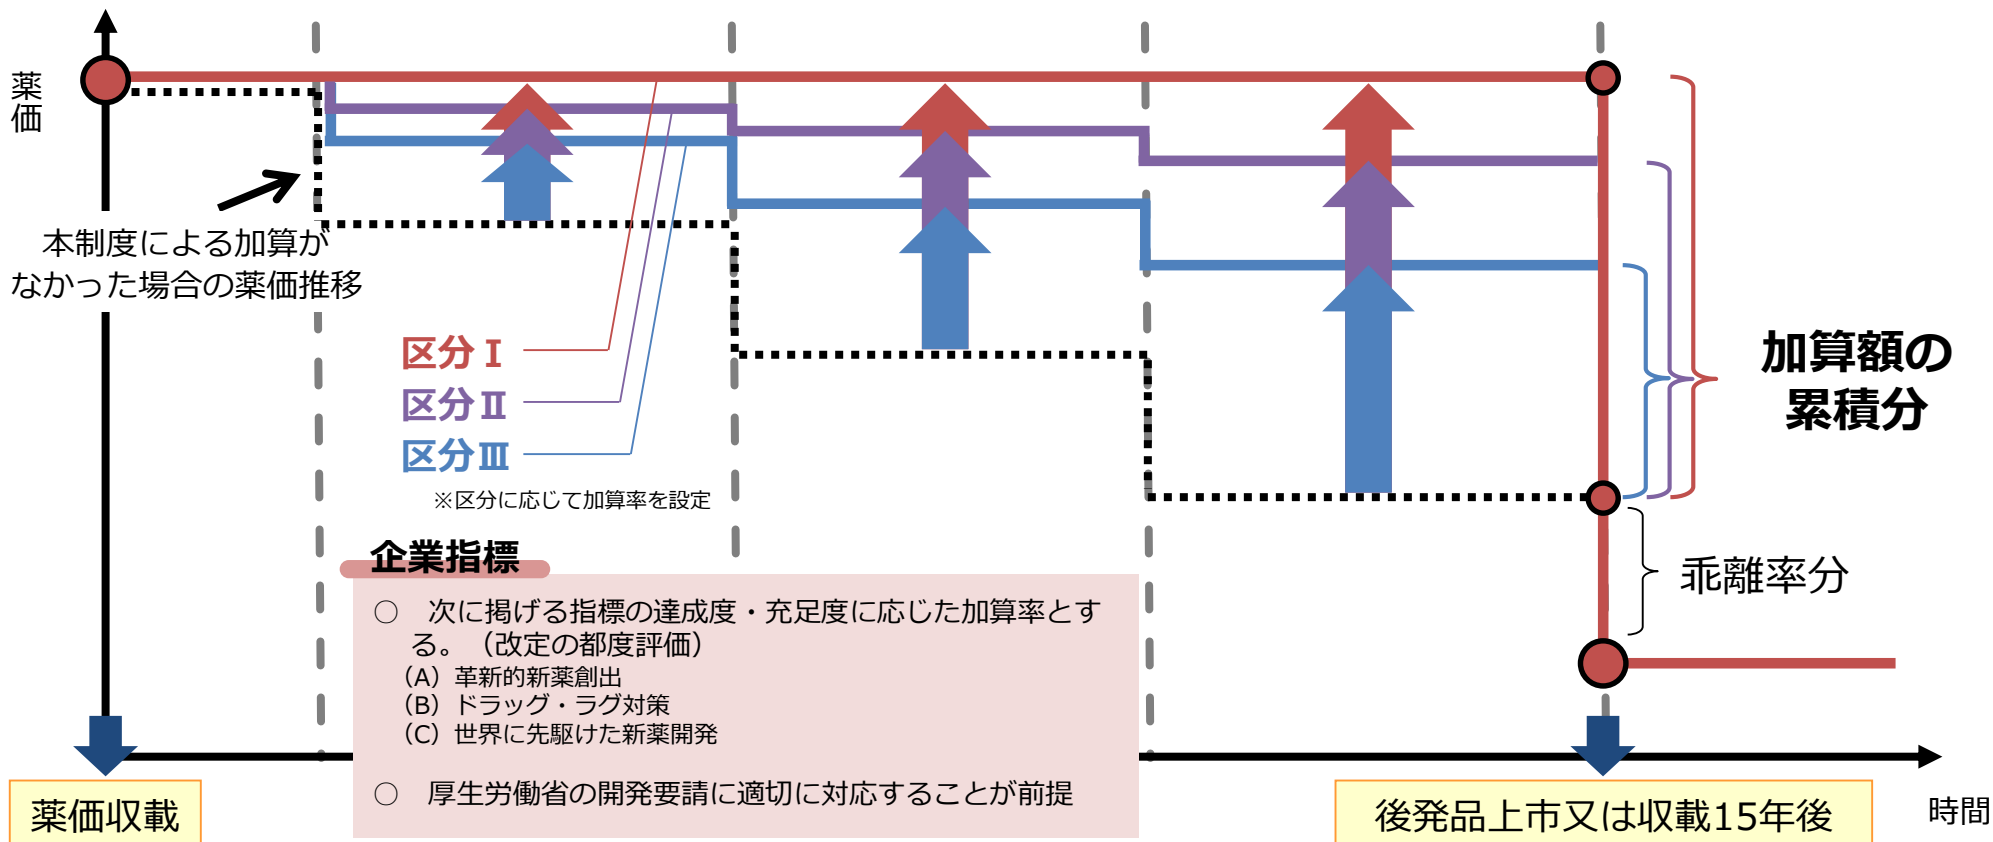 薬価
本制度による加算が
なかった場合の薬価推移
区分Ⅰ
区分Ⅱ
区分Ⅲ
※区分に応じて加算率を設定
加算額の
累積分
乖離率分
企業指標
○ 次に掲げる指標の達成度・充足度に応じた加算率とす
る。（改定の都度評価）
（A）革新的新薬創出
（B）ドラッグ・ラグ対策
（C）世界に先駆けた新薬開発
○ 厚生労働省の開発要請に適切に対応することが前提
薬価収載
後発品上市又は収載15年後
時間